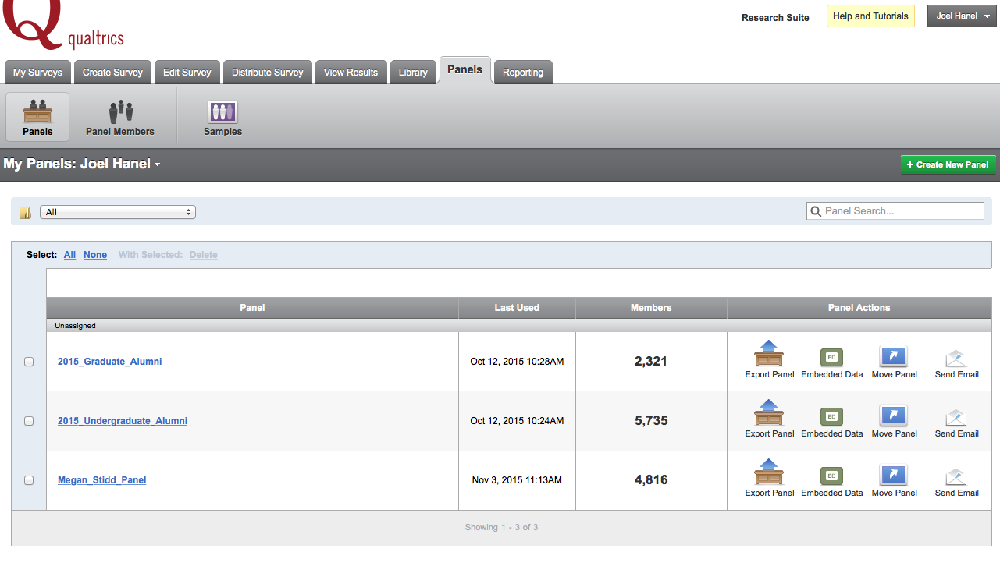 qualtrics
Research Suite Help and Tutorials Joel Hanel
My Surveys Create Survey Edit Survey Distribute Survey View Results Library Panels Reporting
Panels Panel Members Samples
My Panels: Joel Hanel
+ Create New Panel
All
Panel Search...
Select: All None With Selected: Delete
Panel Last Used Members Panel Actions
Unassigned
2015_Graduate_Alumni Oct 12, 2015 10:28AM 2,321
ED
Export Panel Embedded Data Move Panel Send Email
2015_Undergraduate_Alumni Oct 12, 2015 10:24AM 5,735
ED
Export Panel Embedded Data Move Panel Send Email
Megan_Stidd_Panel Nov 3, 2015 11:13AM 4,816
ED
Export Panel Embedded Data Move Panel Send Email
Showing 1 - 3 of 3